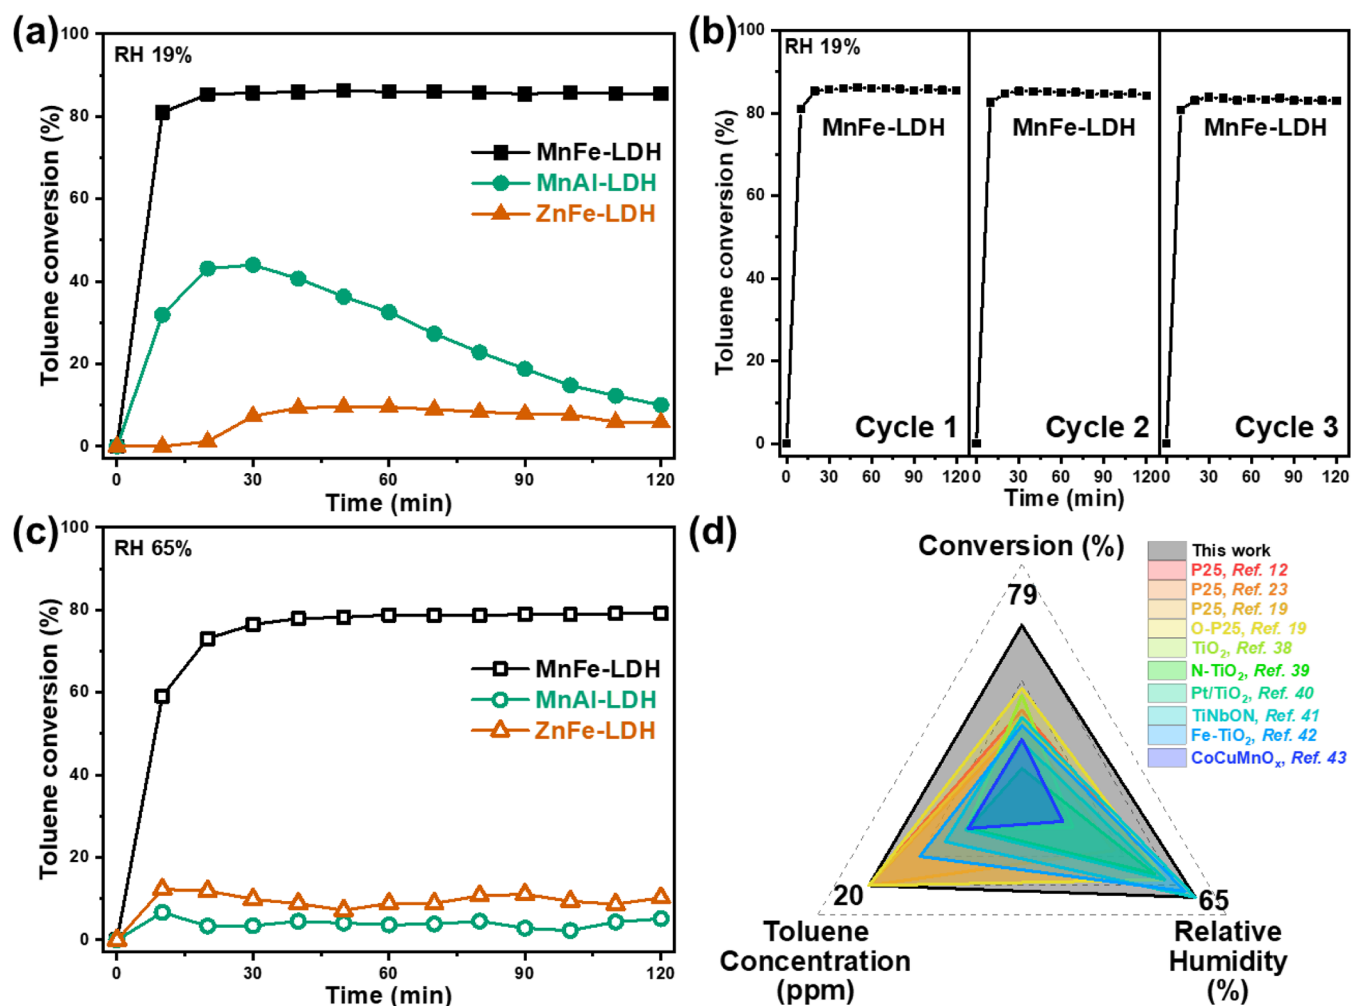 (a)
RH 19%
100
80
60
40
20
0
Toluene conversion (%)
MnFe-LDH
MnAl-LDH
ZnFe-LDH
0 30 60 90 120
Time (min)
(b)
RH 19%
100
80
60
40
20
0
Toluene conversion (%)
MnFe-LDH MnFe-LDH MnFe-LDH
Cycle 1 Cycle 2 Cycle 3
0 30 60 90 120 0 30 60 90 120 0 30 60 90 120
Time (min)
(c)
RH 65%
100
80
60
40
20
0
Toluene conversion (%)
MnFe-LDH
MnAl-LDH
ZnFe-LDH
0 30 60 90 120
Time (min)
(d)
Conversion (%)
79
This work
P25, Ref. 12
P25, Ref. 23
P25, Ref. 19
O-P25, Ref. 19
TiO₂, Ref. 38
N-TiO₂, Ref. 39
Pt/TiO₂, Ref. 40
TiNbON, Ref. 41
Fe-TiO₂, Ref. 42
CoCuMnOₓ, Ref. 43
20
65
Toluene
Concentration
(ppm)
Relative
Humidity
(%)